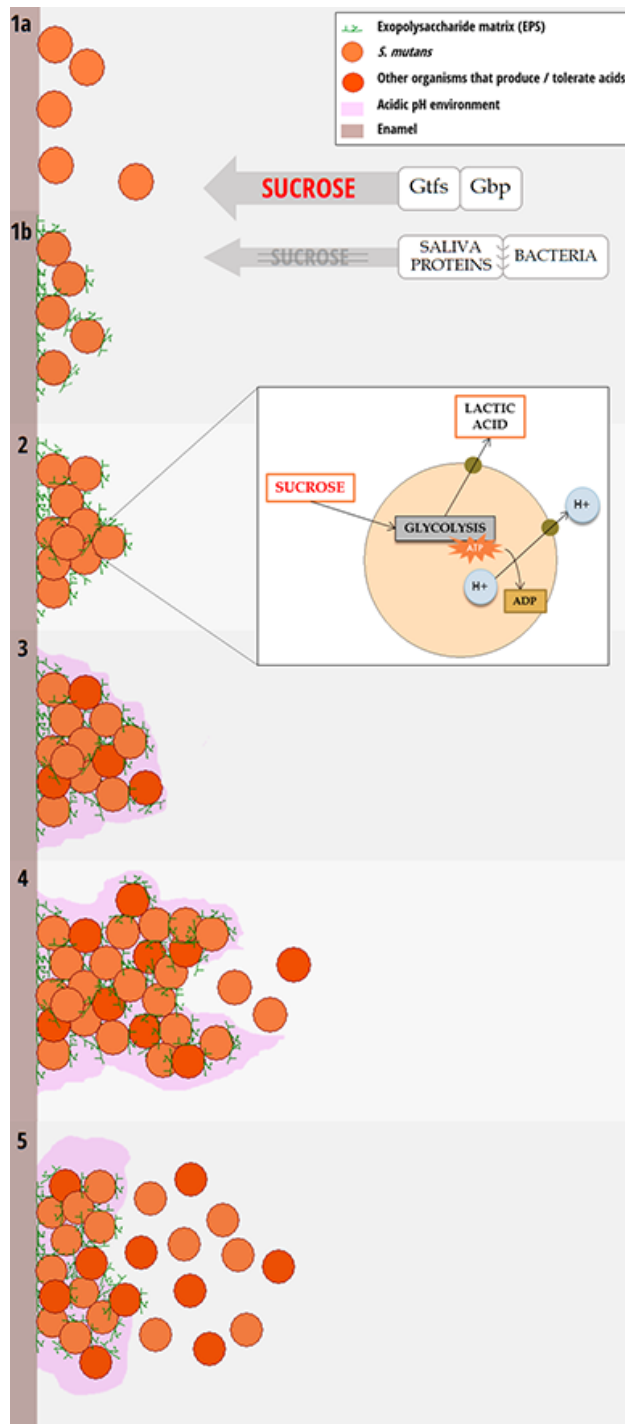 1a
Exopolysaccharide matrix (EPS)
S. mutans
Other organisms that produce / tolerate acids
Acidic pH environment
Enamel
SUCROSE
Gtfs
Gbp
1b
SUCROSE
SALIVA
PROTEINS
BACTERIA
2
LACTIC
ACID
SUCROSE
GLYCOLYSIS
ATP
H+
H+
ADP
3
4
5